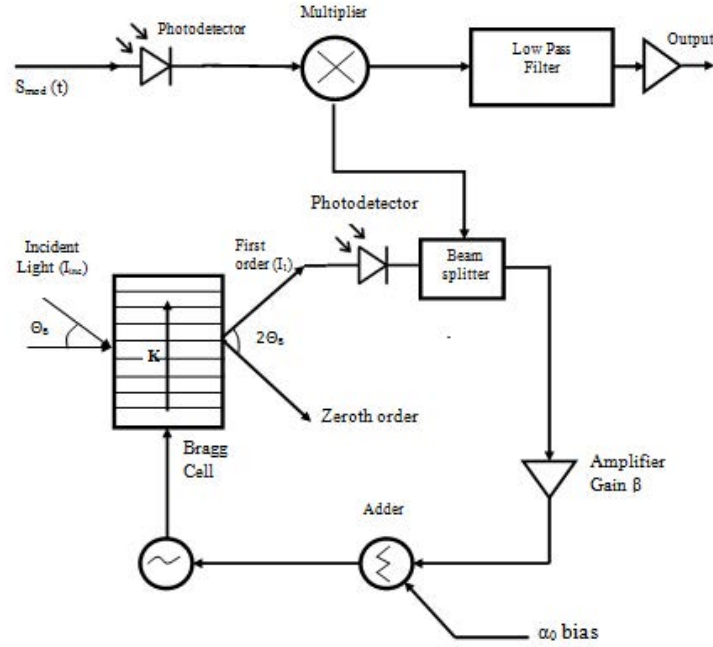 Multiplier
Photodetector
Low Pass
Filter
Output
Smod (t)
Photodetector
Incident
Light (Iinc)
First
order (I1)
Beam
splitter
ΘB
K
2ΘB
Zeroth order
Bragg
Cell
Amplifier
Gain β
Adder
α0 bias